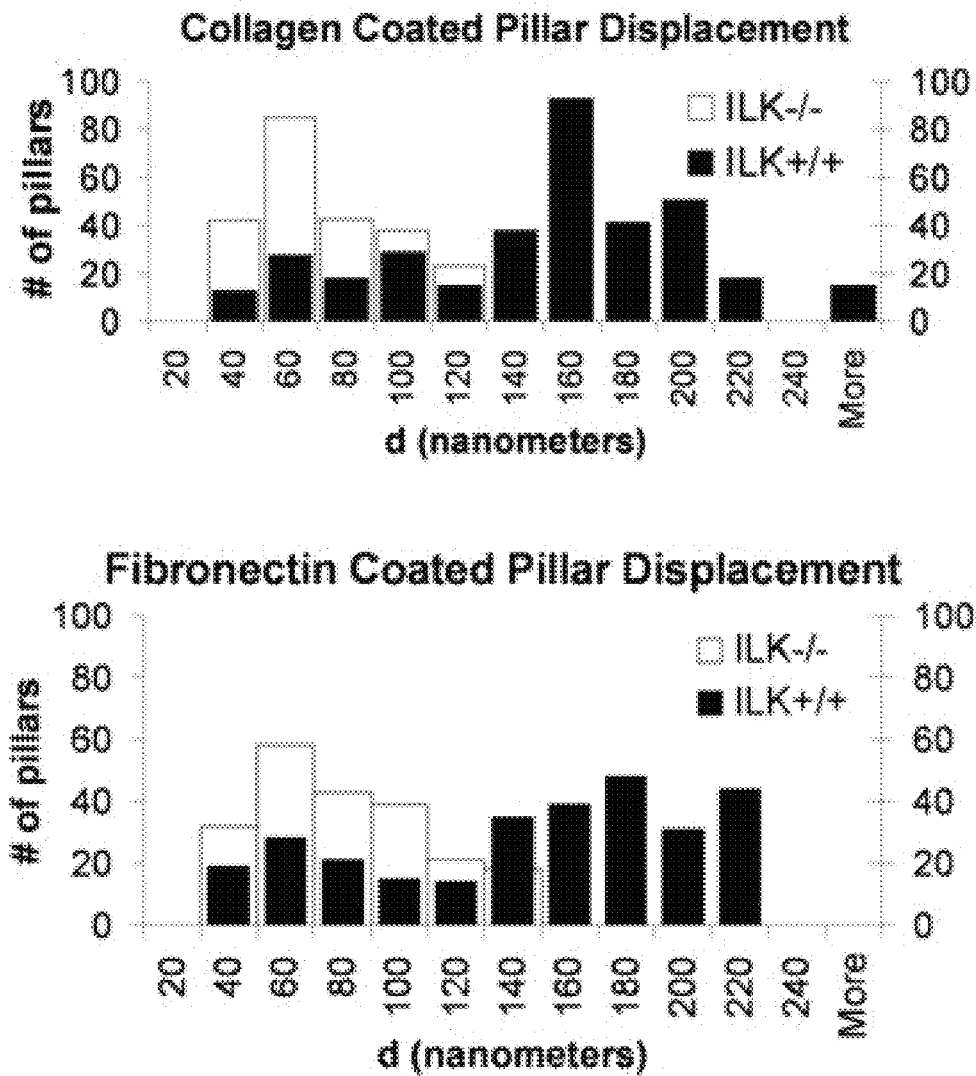 Collagen Coated Pillar Displacement
100 100
80 80
60 60
40 40
20 20
0 0
ILK-/-
ILK+/+
# of pillars
20 40 60 80 100 120 140 160 180 200 220 240 More
d (nanometers)
Fibronectin Coated Pillar Displacement
100 100
80 80
60 60
40 40
20 20
0 0
ILK-/-
ILK+/+
# of pillars
20 40 60 80 100 120 140 160 180 200 220 240 More
d (nanometers)